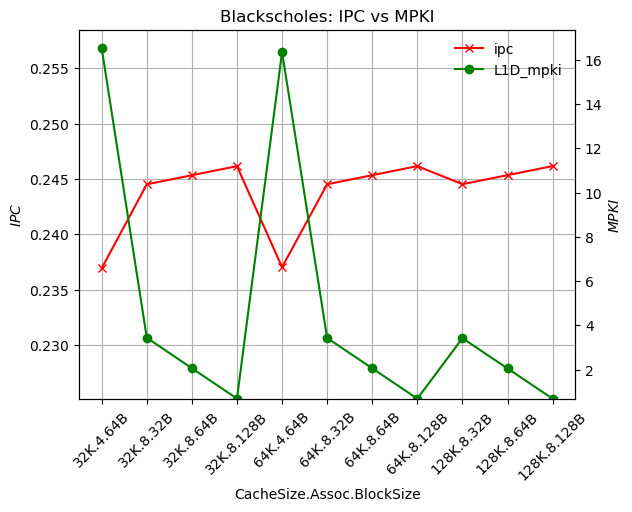 Blackscholes: IPC vs MPKI
ipc
L1D_mpki
0.255
0.250
0.245
0.240
0.235
0.230
IPC
16
14
12
10
8
6
4
2
MPKI
32K.4.64B
32K.8.32B
32K.8.64B
32K.8.128B
64K.4.64B
64K.8.32B
64K.8.64B
64K.8.128B
128K.8.32B
128K.8.64B
128K.8.128B
CacheSize.Assoc.BlockSize